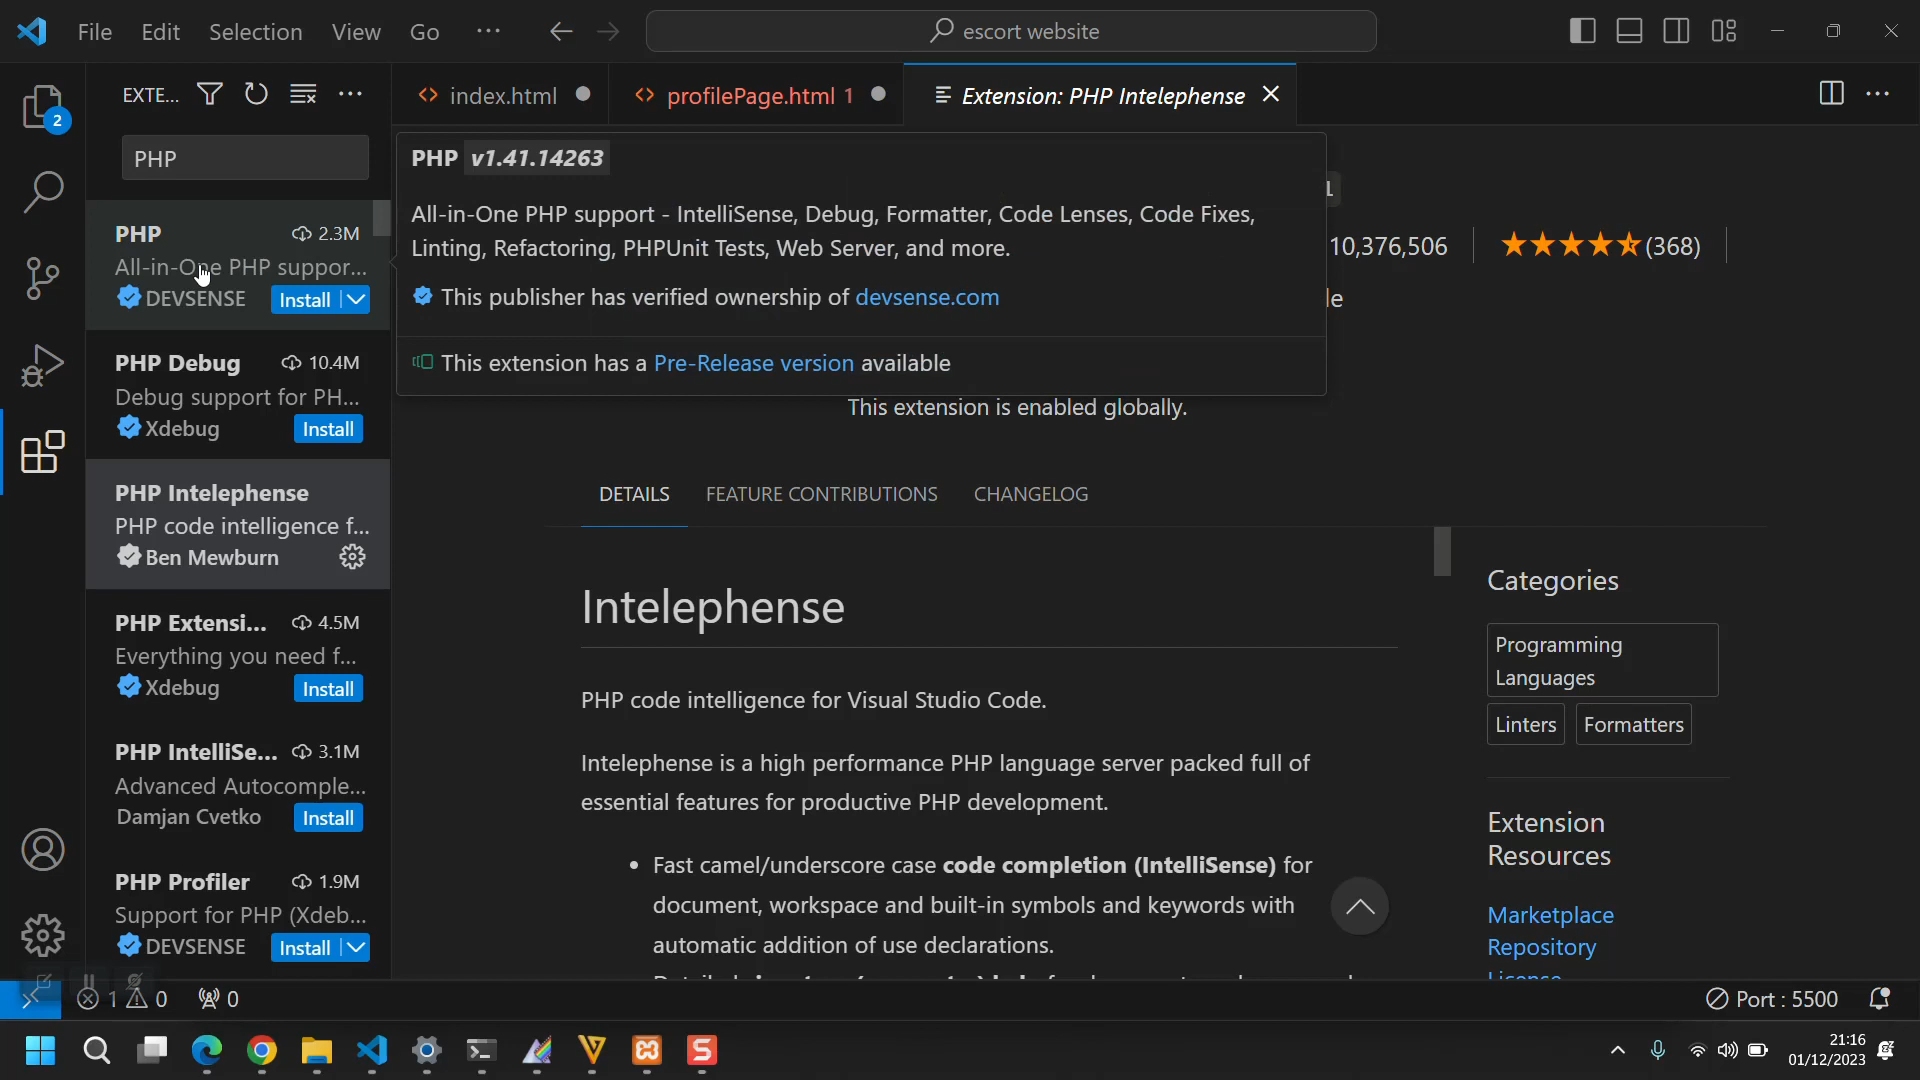 File Edit Selection View Go ··· escort website
EXTE... ···
index.html
profilePage.html 1
Extension: PHP Intelephense
···
PHP
PHP 2.3M
All-in-One PHP suppor...
DEVSENSE Install
PHP Debug 10.4M
Debug support for PH...
Xdebug Install
PHP Intelephense
PHP code intelligence f...
Ben Mewburn
PHP Extensi... 4.5M
Everything you need f...
Xdebug Install
PHP IntelliSe... 3.1M
Advanced Autocomple...
Damjan Cvetko Install
PHP Profiler 1.9M
Support for PHP (Xdeb...
DEVSENSE Install
PHP v1.41.14263
All-in-One PHP support - IntelliSense, Debug, Formatter, Code Lenses, Code Fixes,
Linting, Refactoring, PHPUnit Tests, Web Server, and more.
This publisher has verified ownership of devsense.com
This extension has a Pre-Release version available
10,376,506 (368)
This extension is enabled globally.
DETAILS FEATURE CONTRIBUTIONS CHANGELOG
Intelephense
PHP code intelligence for Visual Studio Code.
Intelephense is a high performance PHP language server packed full of
essential features for productive PHP development.
• Fast camel/underscore case code completion (IntelliSense) for
document, workspace and built-in symbols and keywords with
automatic addition of use declarations.
Categories
Programming
Languages
Linters Formatters
Extension
Resources
Marketplace
Repository
License
2
1 0 0
Port : 5500
21:16
01/12/2023